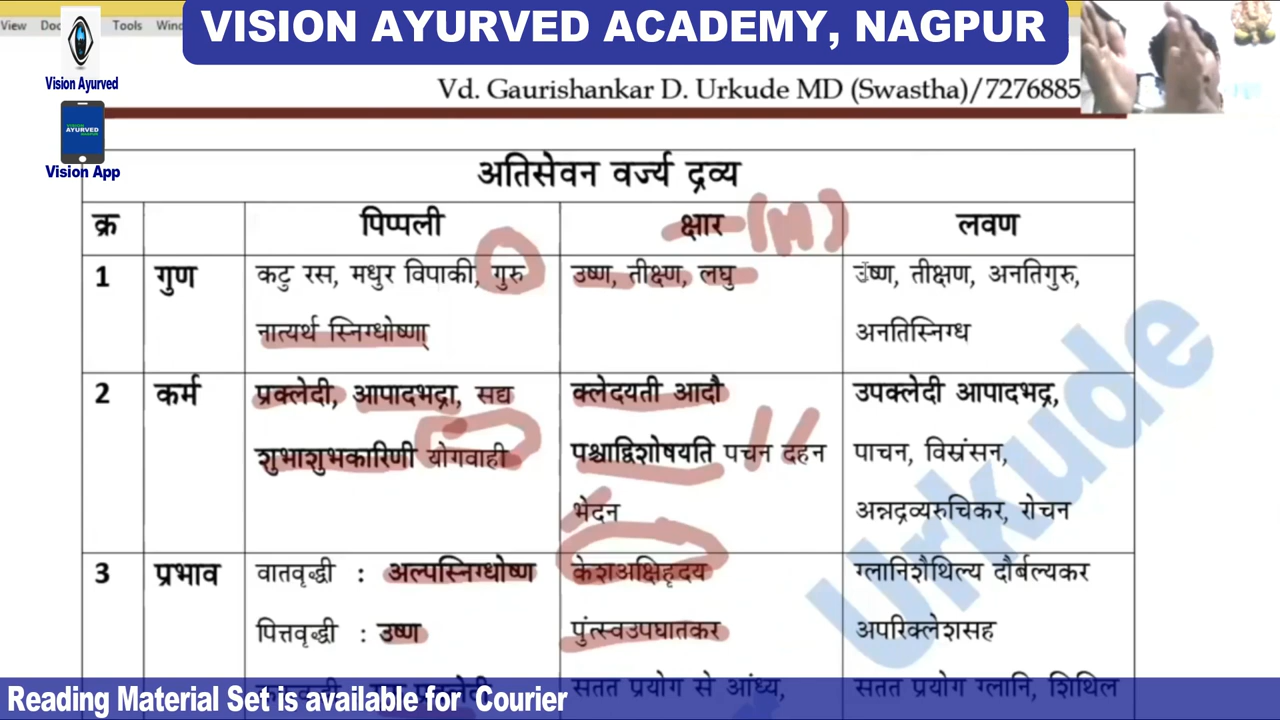 VISION AYURVED ACADEMY, NAGPUR
View Tools
Vision Ayurved
Vd. Gaurishankar D. Urkude MD (Swastha)/7276885
VISION AYURVED NAGPUR
Vision App
अतिसेवन वर्ज्य द्रव्य
क्र पिप्पली क्षार (M) लवण
1 गुण कटु रस, मधुर विपाकी, गुरु उष्ण, तीक्ष्ण, लघु उष्ण, तीक्षण, अनतिगुरु,
नात्यर्थ स्निग्धोष्णा् अनतिस्निग्ध
2 कर्म प्रक्लेदी, आपादभद्रा, सद्य क्लेदयती आदौ उपक्लेदी आपादभद्र,
शुभाशुभकारिणी योगवाही पश्चाद्विशोषयति पचन दहन पाचन, विस्रंसन,
भेदन अन्नद्रव्यरुचिकर, रोचन
3 प्रभाव वातवृध्दी : अल्पस्निग्धोष्ण केशअक्षिहृदय ग्लानिशैथिल्य दौर्बल्यकर
पित्तवृध्दी : उष्ण पुंत्स्वउपघातकर अपरिक्लेशसह
सतत प्रयोग से आंध्य, सतत प्रयोग ग्लानि, शिथिल
Urkude
Reading Material Set is available for Courier